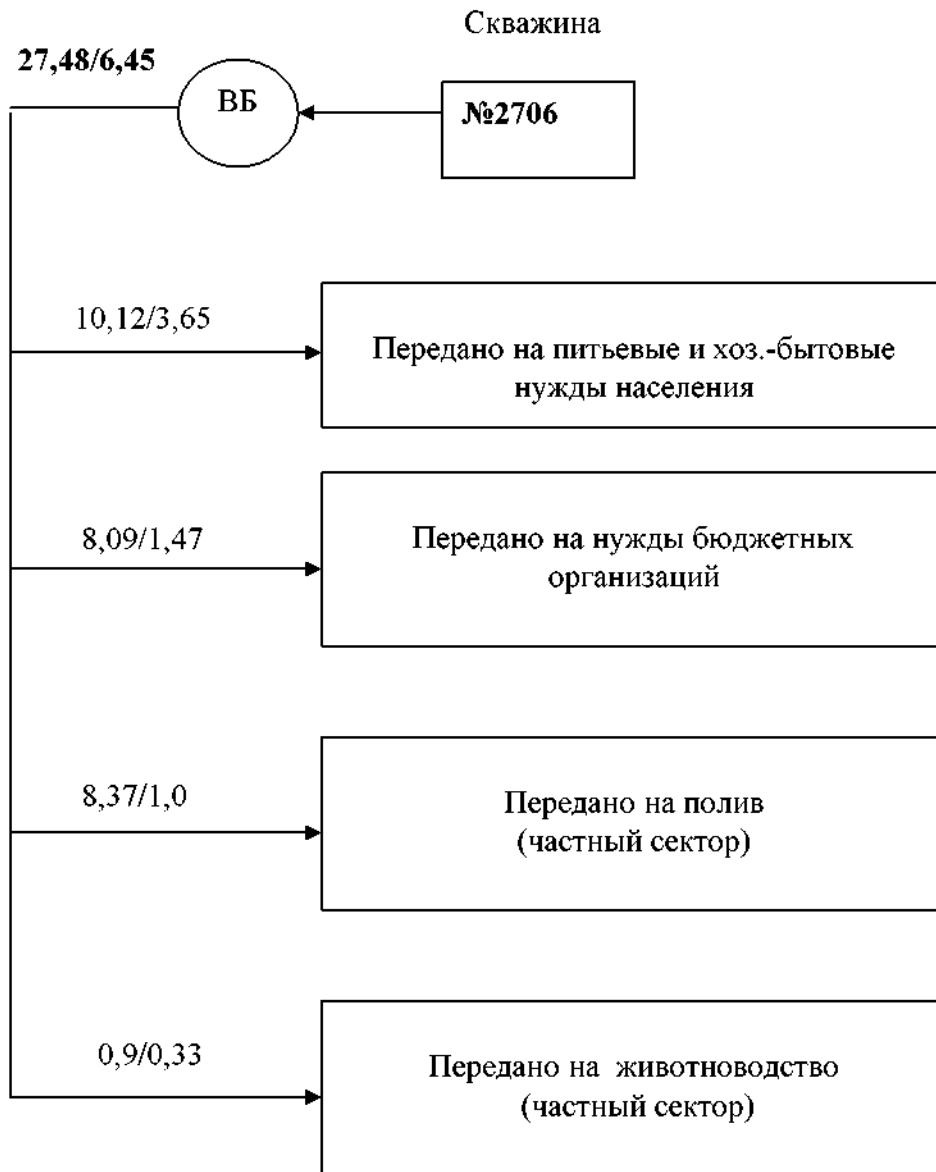 Скважина
27,48/6,45
ВБ
№2706
10,12/3,65
Передано на питьевые и хоз.-бытовые
нужды населения
8,09/1,47
Передано на нужды бюджетных
организаций
8,37/1,0
Передано на полив
(частный сектор)
0,9/0,33
Передано на животноводство
(частный сектор)